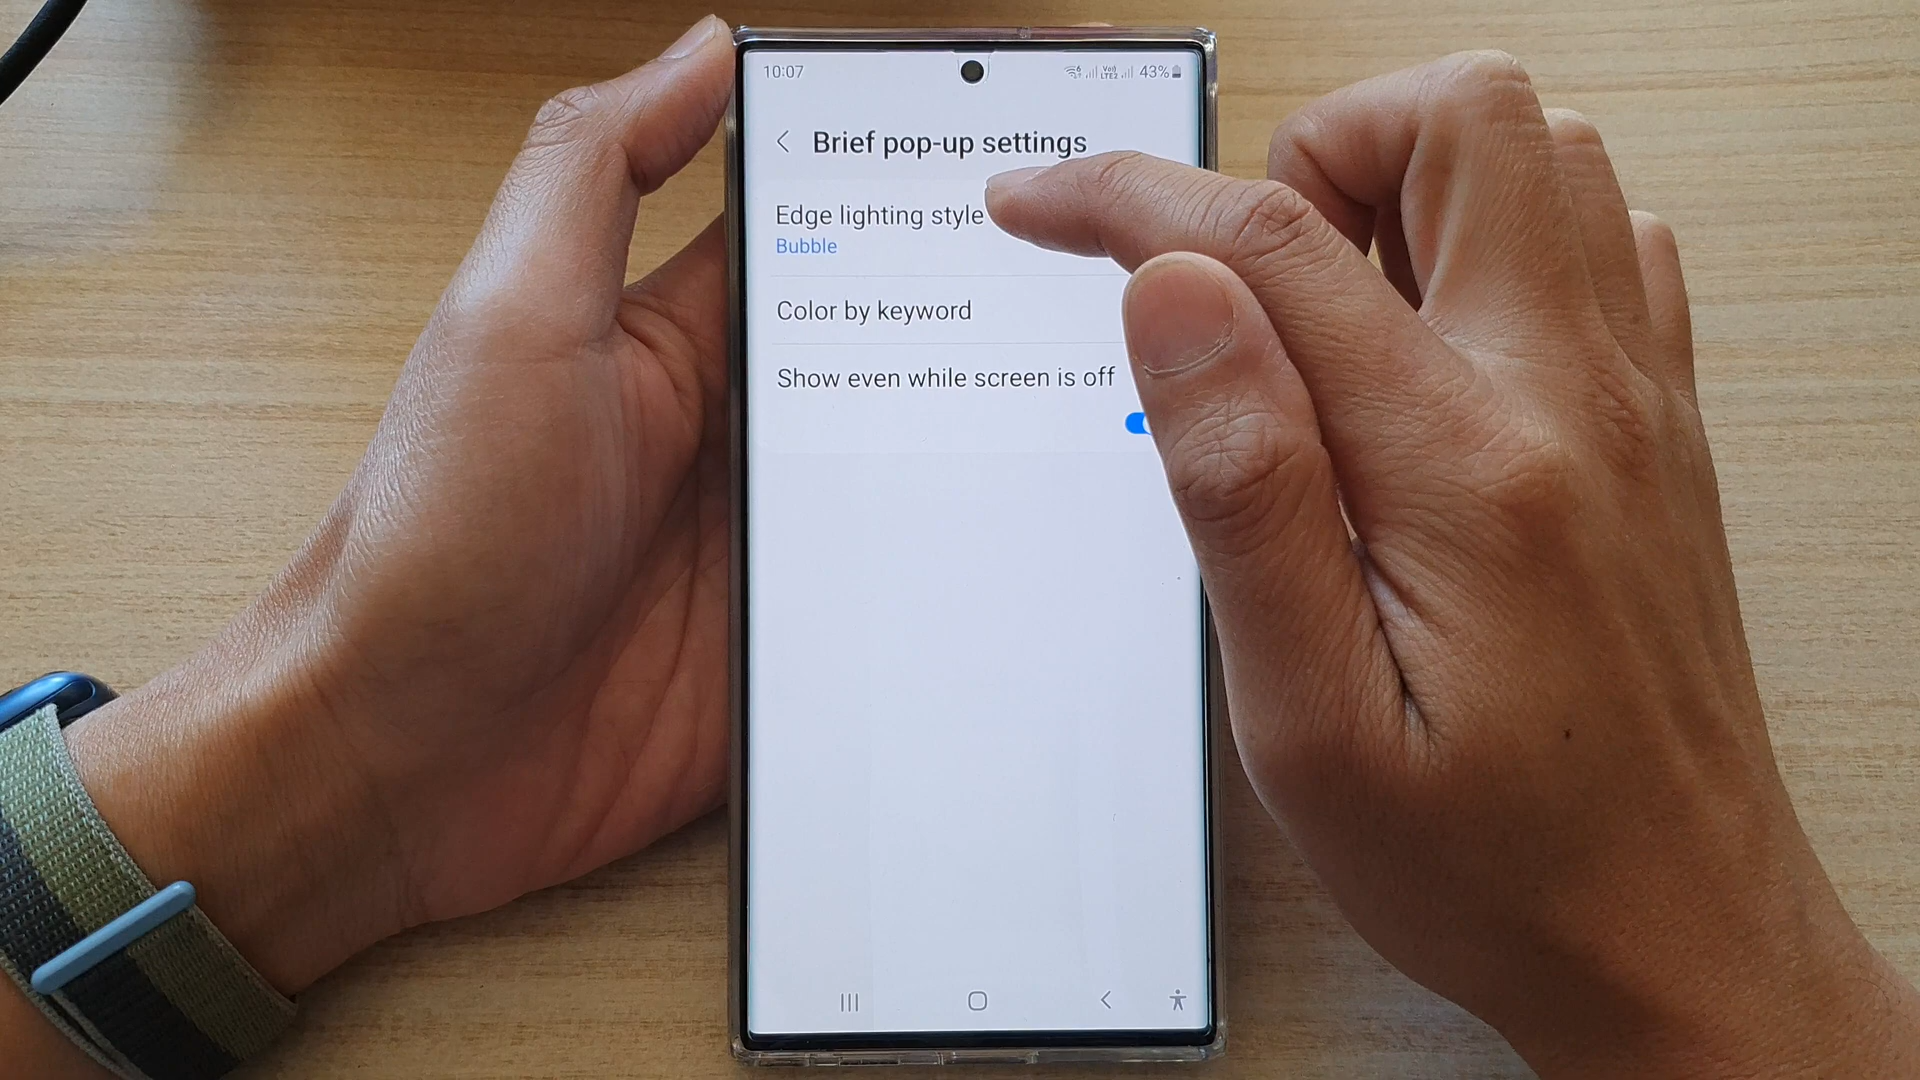 10:07
43%
Brief pop-up settings
Edge lighting style
Bubble
Color by keyword
Show even while screen is off